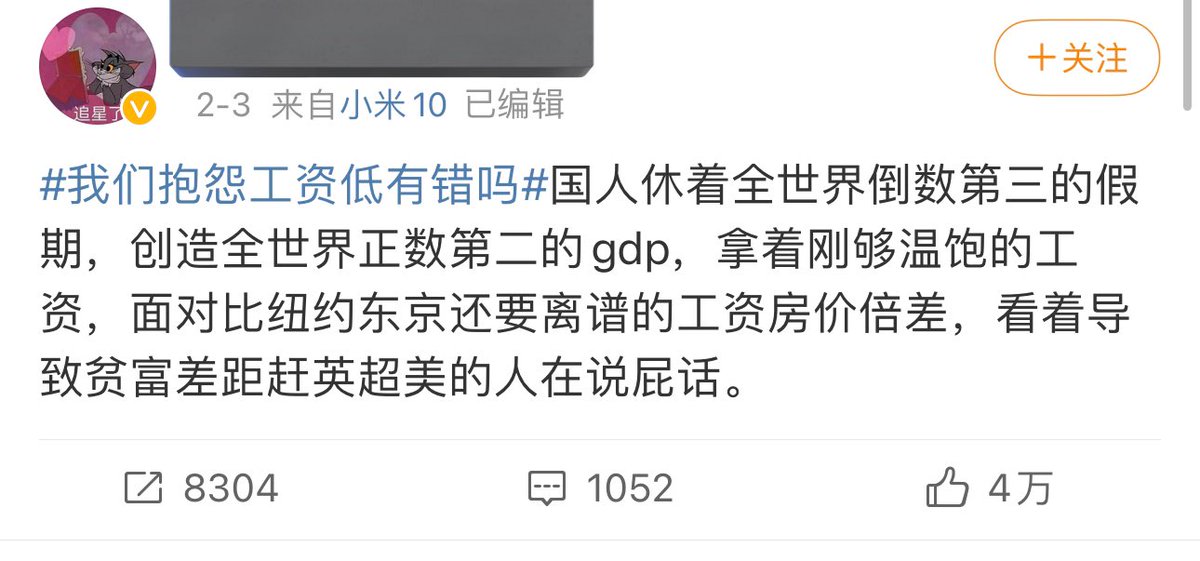 +关注
追星了
2-3 来自小米10 已编辑
#我们抱怨工资低有错吗#国人休着全世界倒数第三的假
期，创造全世界正数第二的gdp，拿着刚够温饱的工
资，面对比纽约东京还要离谱的工资房价倍差，看着导
致贫富差距赶英超美的人在说屁话。
8304 1052 4万